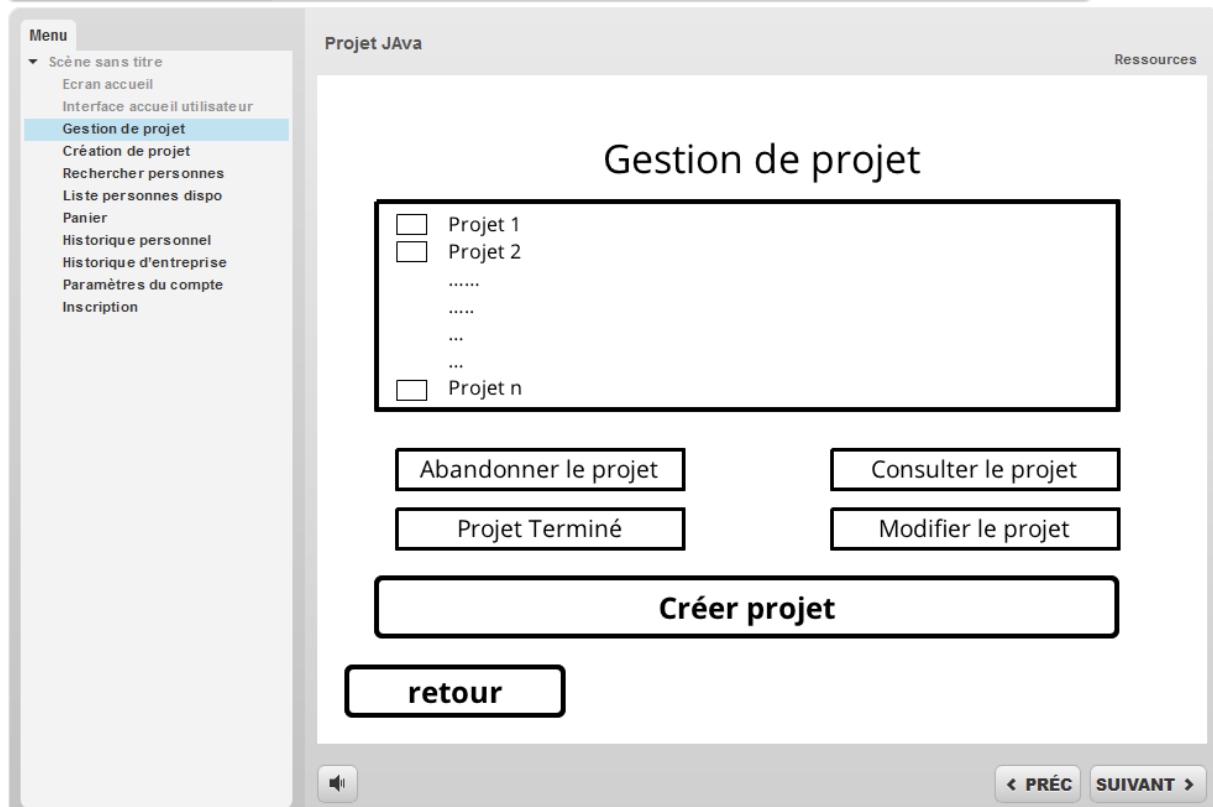 Menu
Scène sans titre
Ecran accueil
Interface accueil utilisateur
Gestion de projet
Création de projet
Rechercher personnes
Liste personnes dispo
Panier
Historique personnel
Historique d'entreprise
Paramètres du compte
Inscription
Projet JAva
Ressources
Gestion de projet
Projet 1
Projet 2
......
.....
...
...
Projet n
Abandonner le projet
Consulter le projet
Projet Terminé
Modifier le projet
Créer projet
retour
< PRÉC
SUIVANT >